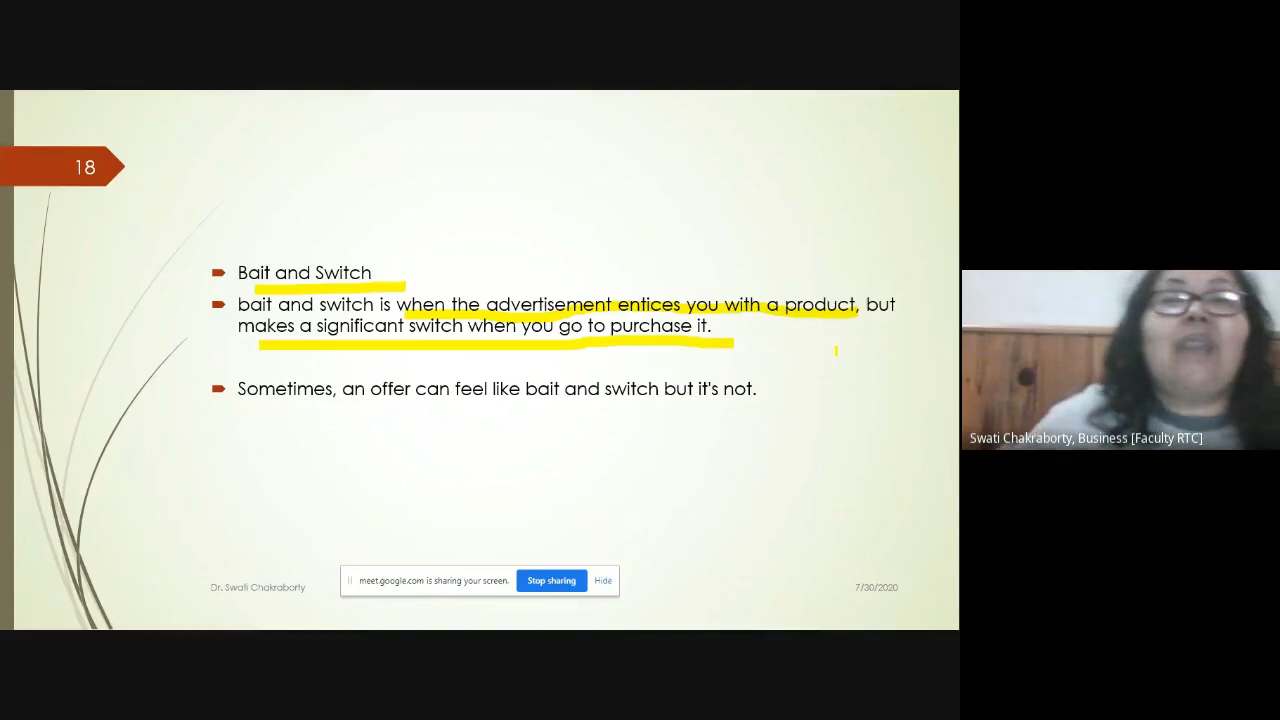 18
Bait and Switch
bait and switch is when the advertisement entices you with a product, but
makes a significant switch when you go to purchase it.
Sometimes, an offer can feel like bait and switch but it's not.
Swati Chakraborty, Business [Faculty RTC]
Dr. Swati Chakraborty
meet.google.com is sharing your screen.
Stop sharing
Hide
7/30/2020